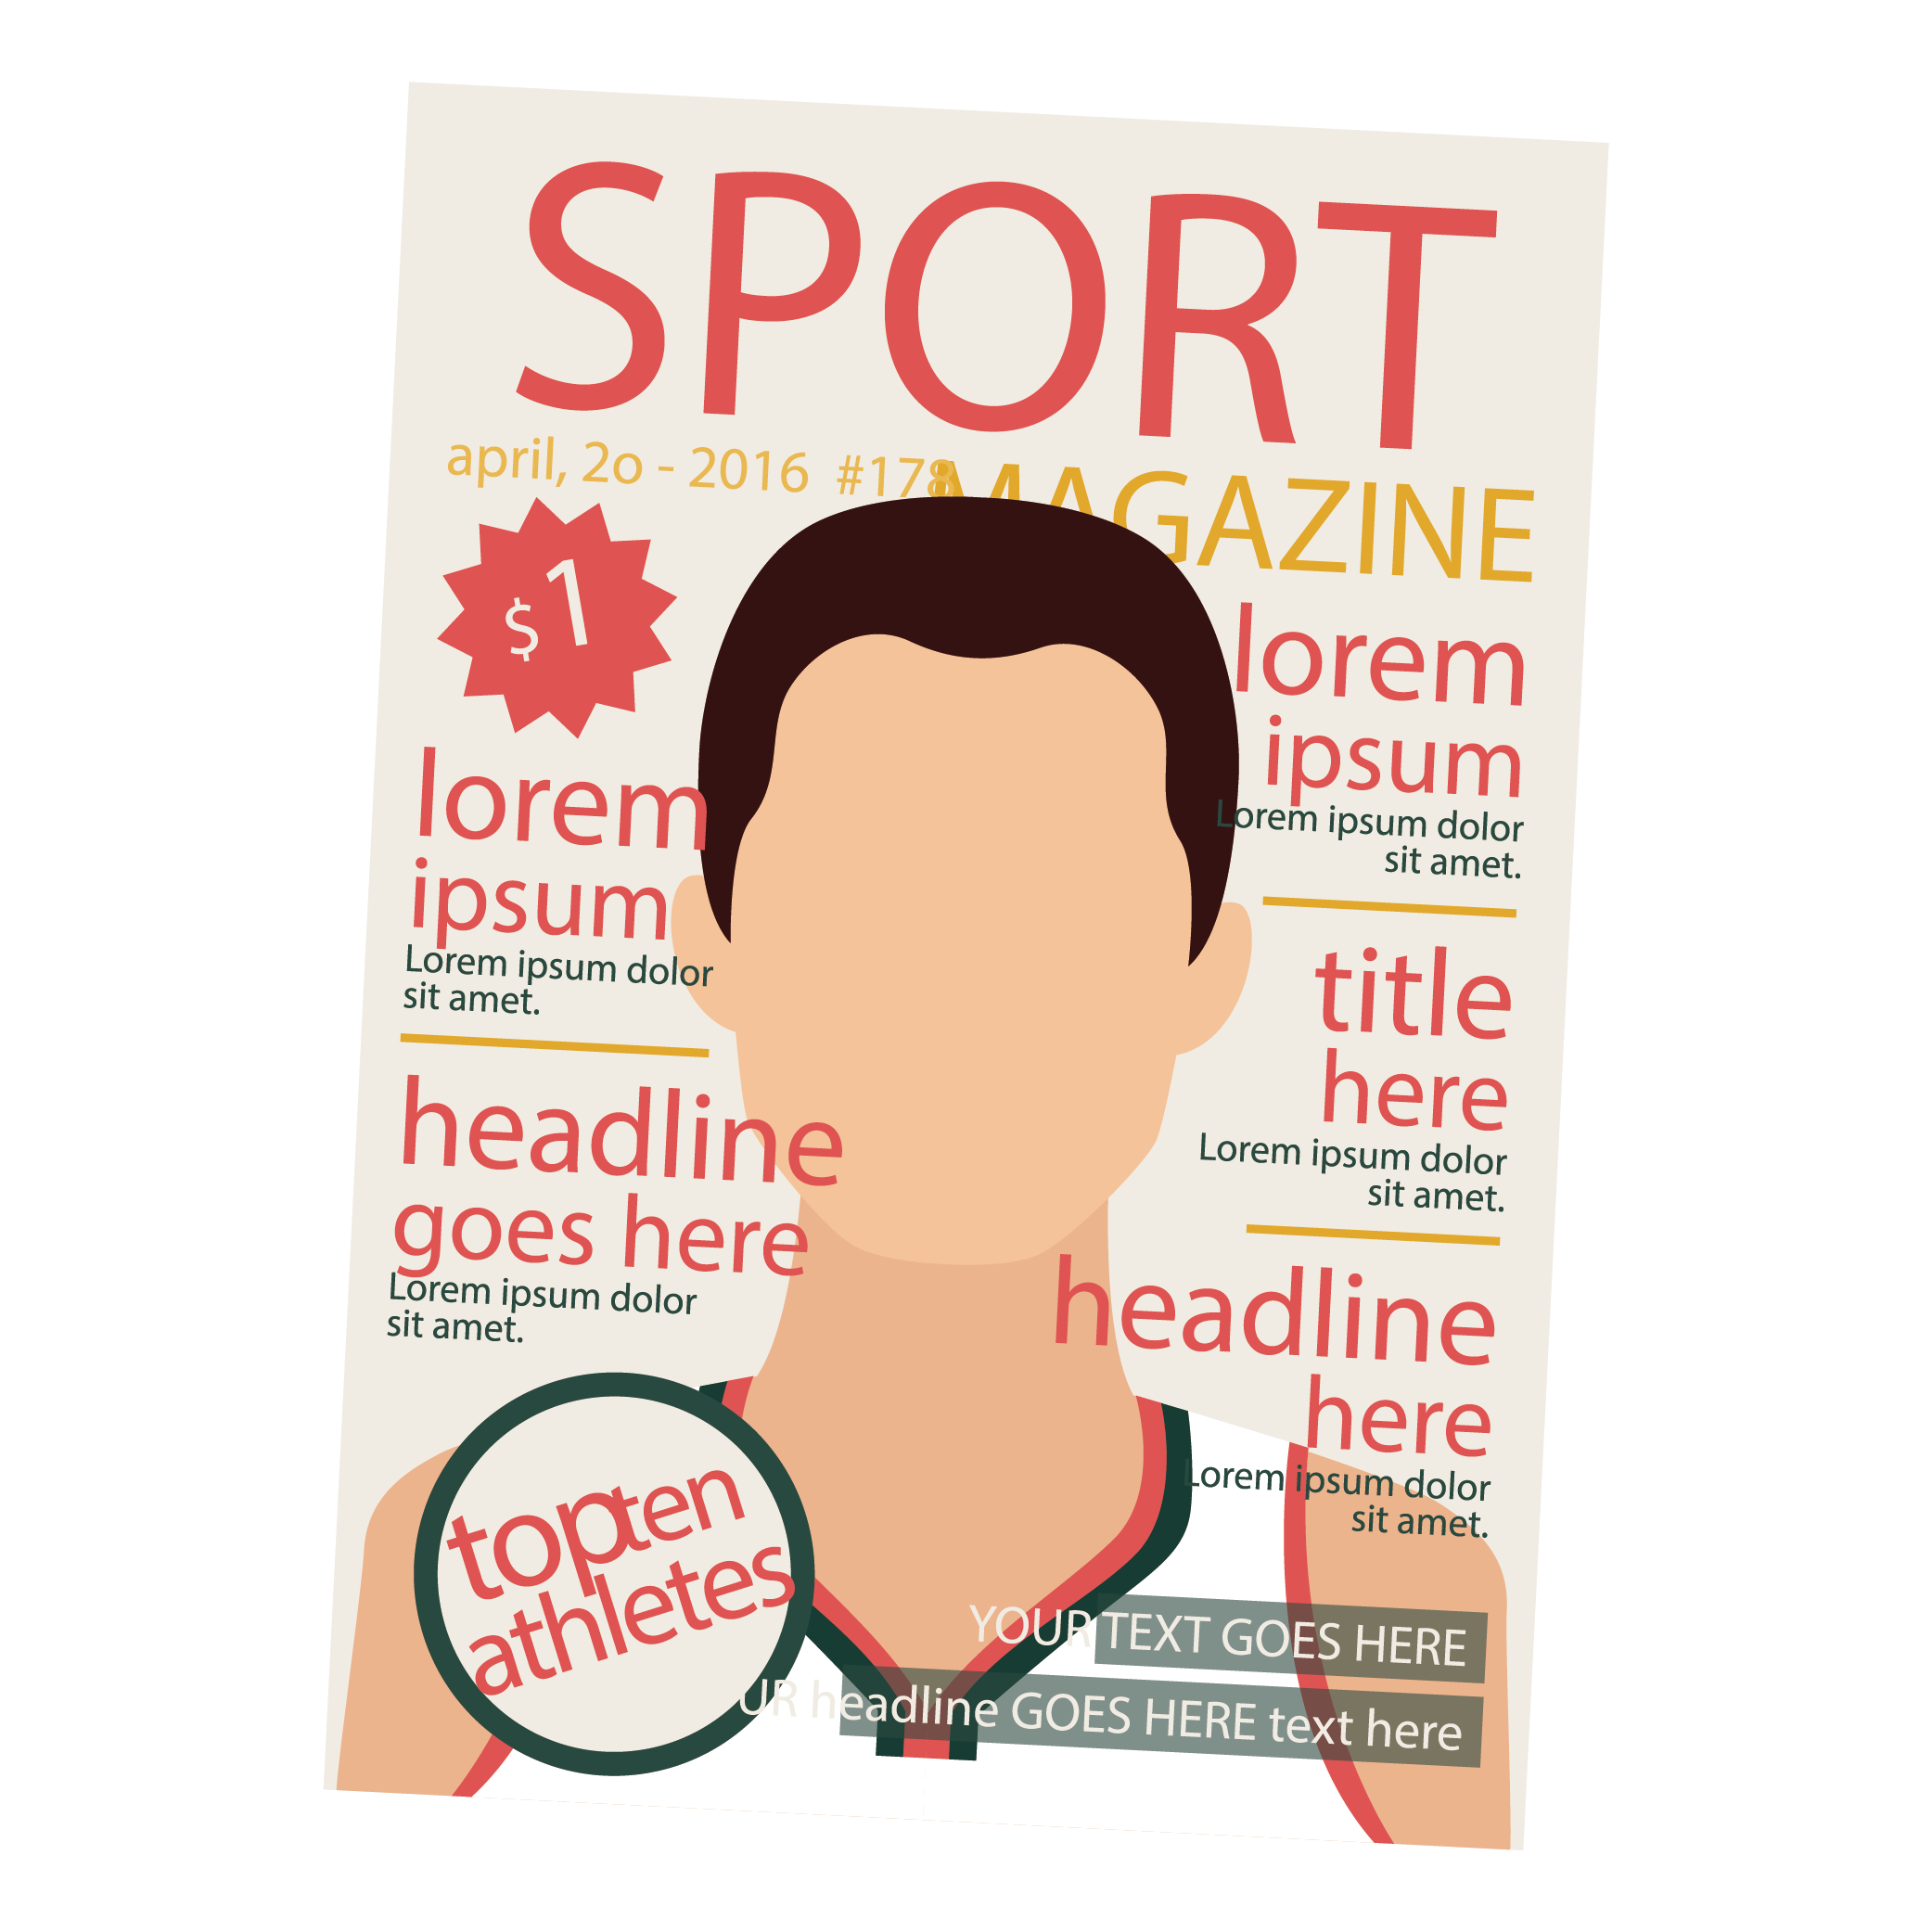 SPORT
april, 2o - 2016 #178
MAGAZINE
$1
lorem
ipsum
Lorem ipsum dolor
sit amet.
headline
goes here
Lorem ipsum dolor
sit amet.
topten
athletes
lorem
ipsum
Lorem ipsum dolor
sit amet.
title
here
Lorem ipsum dolor
sit amet.
headline
here
Lorem ipsum dolor
sit amet.
YOUR TEXT GOES HERE
UR headline GOES HERE text here